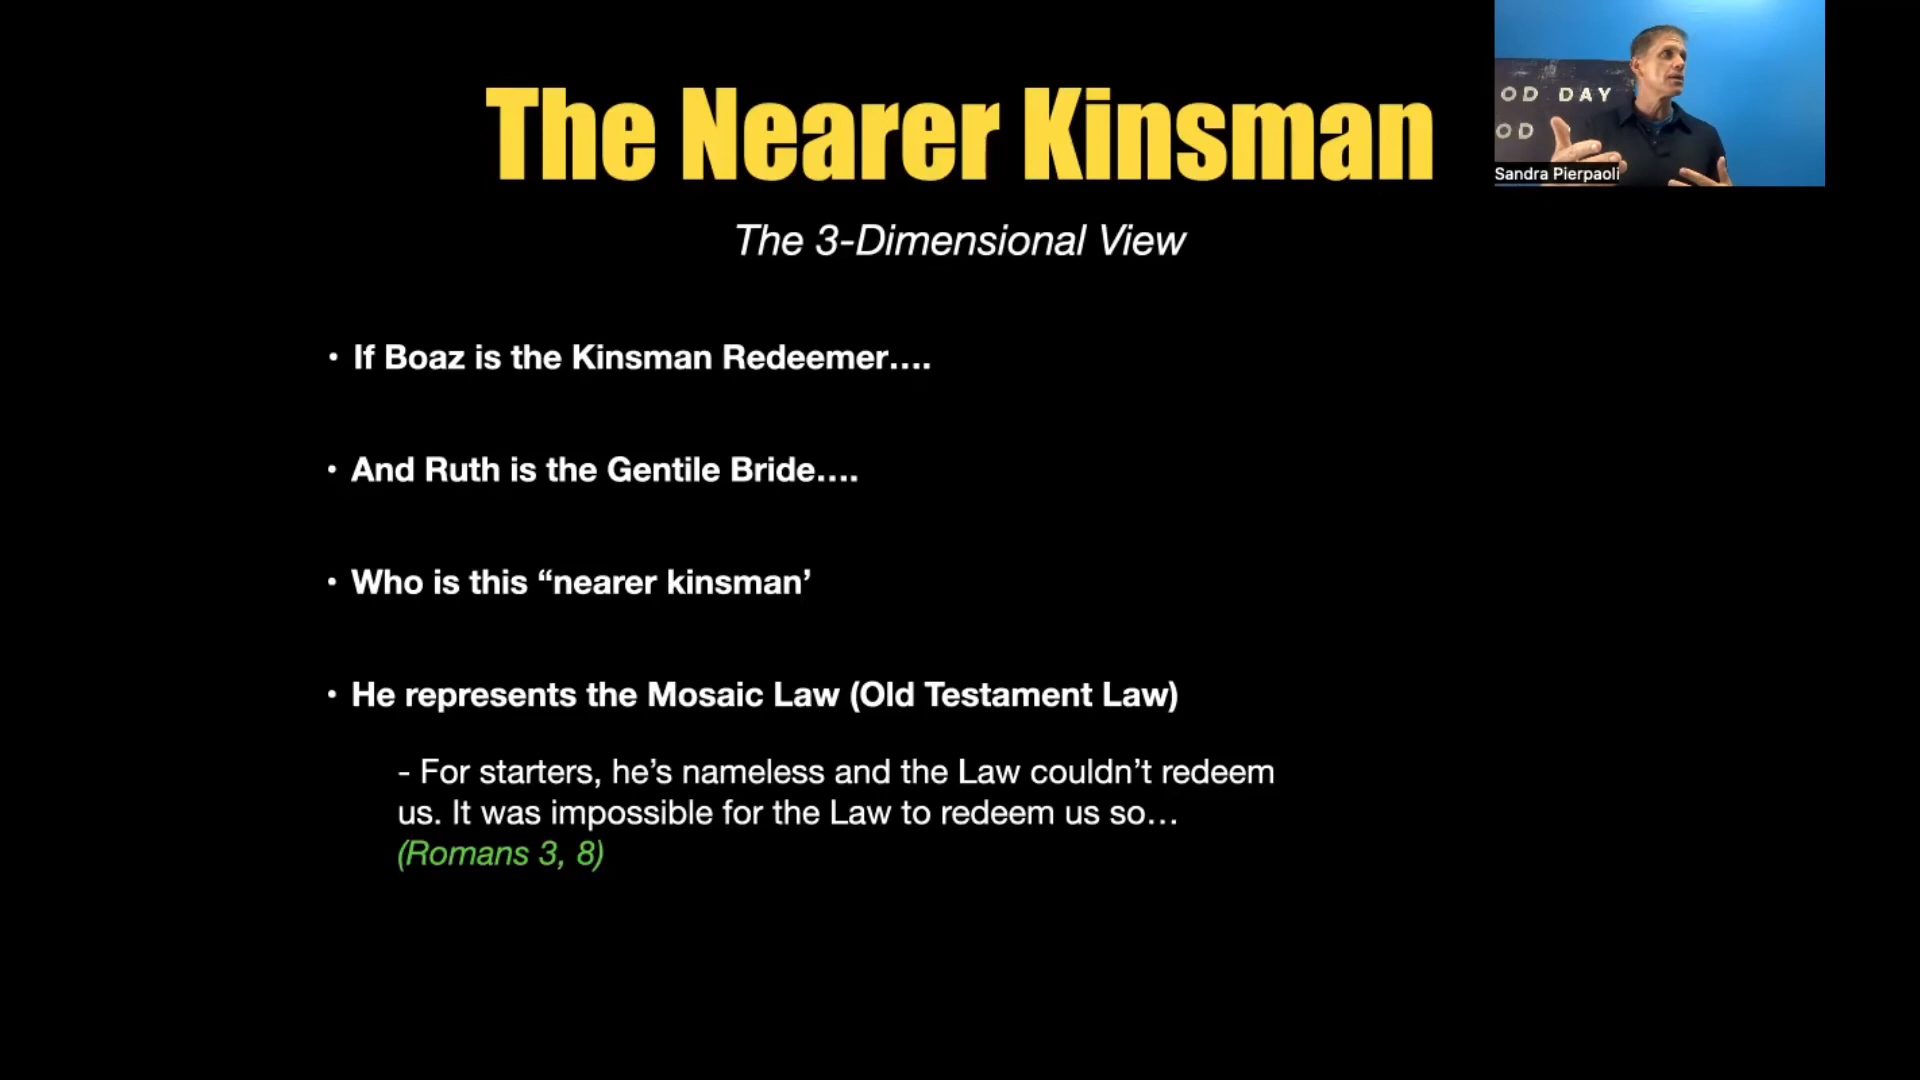 The Nearer Kinsman
OD DAY
OD
Sandra Pierpaoli
The 3-Dimensional View
• If Boaz is the Kinsman Redeemer....
• And Ruth is the Gentile Bride....
• Who is this “nearer kinsman’
• He represents the Mosaic Law (Old Testament Law)
- For starters, he’s nameless and the Law couldn’t redeem
us. It was impossible for the Law to redeem us so…
(Romans 3, 8)